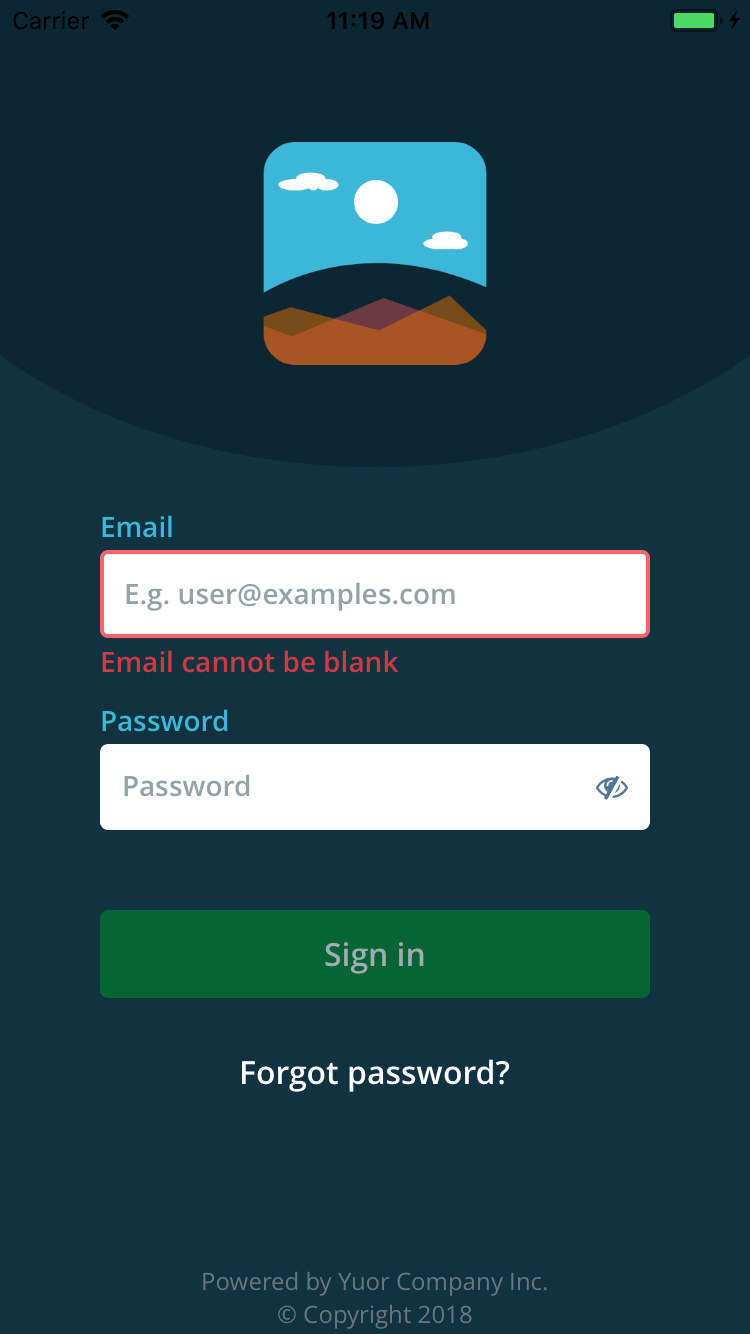 Carrier 11:19 AM
Email
E.g. user@examples.com
Email cannot be blank
Password
Password
Sign in
Forgot password?
Powered by Yuor Company Inc.
© Copyright 2018